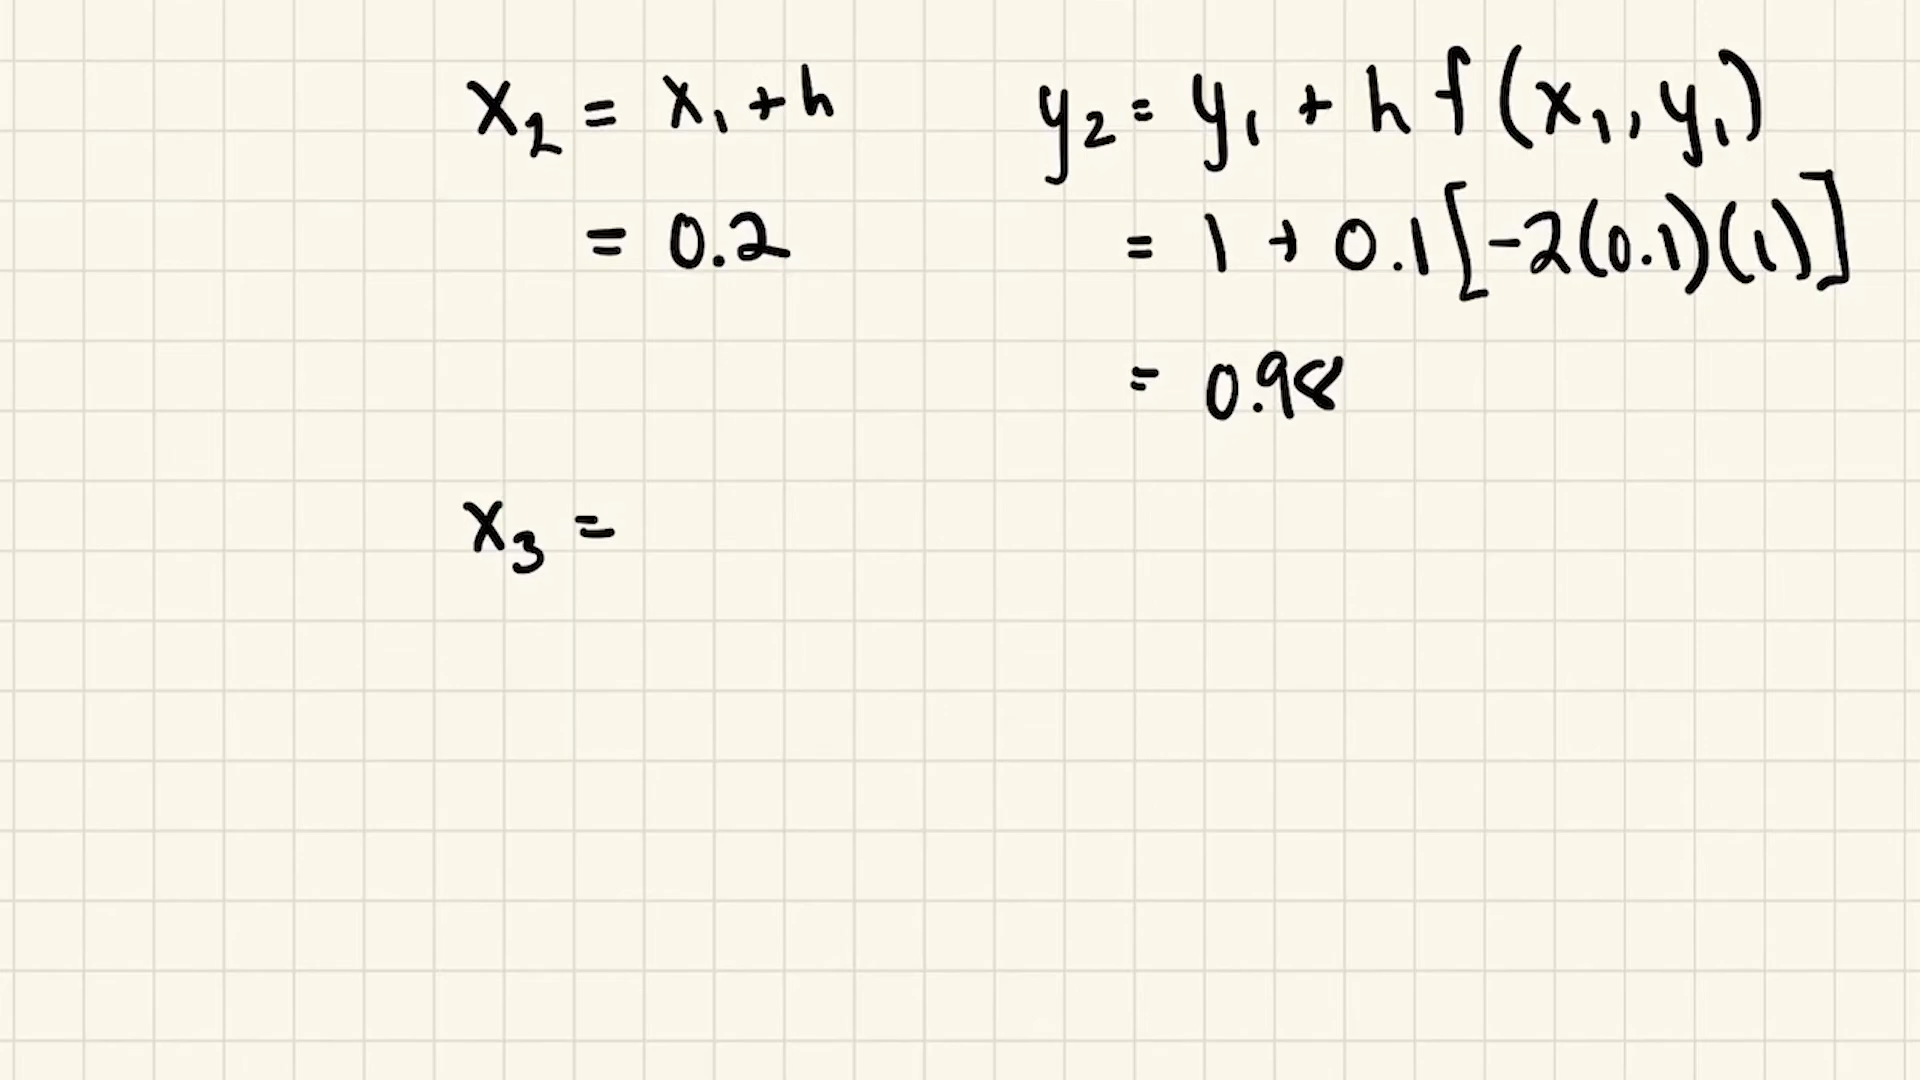 x₂ = x₁ + h    y₂ = y₁ + h f(x₁, y₁)
= 0.2    = 1 + 0.1[-2(0.1)(1)]
= 0.98
x₃ =